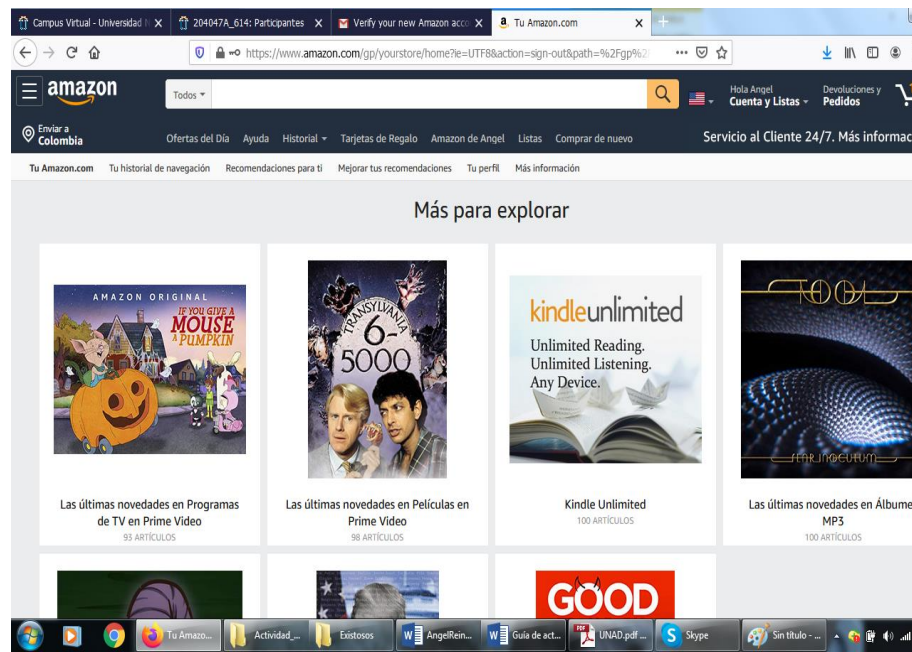 Campus Virtual - Universidad N
204047A_614: Participantes
Verify your new Amazon acco
Tu Amazon.com
https://www.amazon.com/gp/yourstore/home?ie=UTF8&action=sign-out&path=%2Fgp%2
amazon
Todos
Hola Angel
Cuenta y Listas
Devoluciones y
Pedidos
Enviar a
Colombia
Ofertas del Día Ayuda Historial Tarjetas de Regalo Amazon de Angel Listas Comprar de nuevo
Servicio al Cliente 24/7. Más informac
Tu Amazon.com Tu historial de navegación Recomendaciones para ti Mejorar tus recomendaciones Tu perfil Más información
Más para explorar
AMAZON ORIGINAL
IF YOU GIVE A
MOUSE
A PUMPKIN
TRANSYLVANIA
6-
5000
kindleunlimited
Unlimited Reading.
Unlimited Listening.
Any Device.
TOOL
FEAR INOCULUM
Las últimas novedades en Programas
de TV en Prime Video
93 ARTÍCULOS
Las últimas novedades en Películas en
Prime Video
98 ARTÍCULOS
Kindle Unlimited
100 ARTÍCULOS
Las últimas novedades en Álbume
MP3
100 ARTÍCULOS
GOOD
Tu Amazo...
Actividad_...
Existosos
AngelRein...
Guía de act...
UNAD.pdf ...
Skype
Sin título - ...